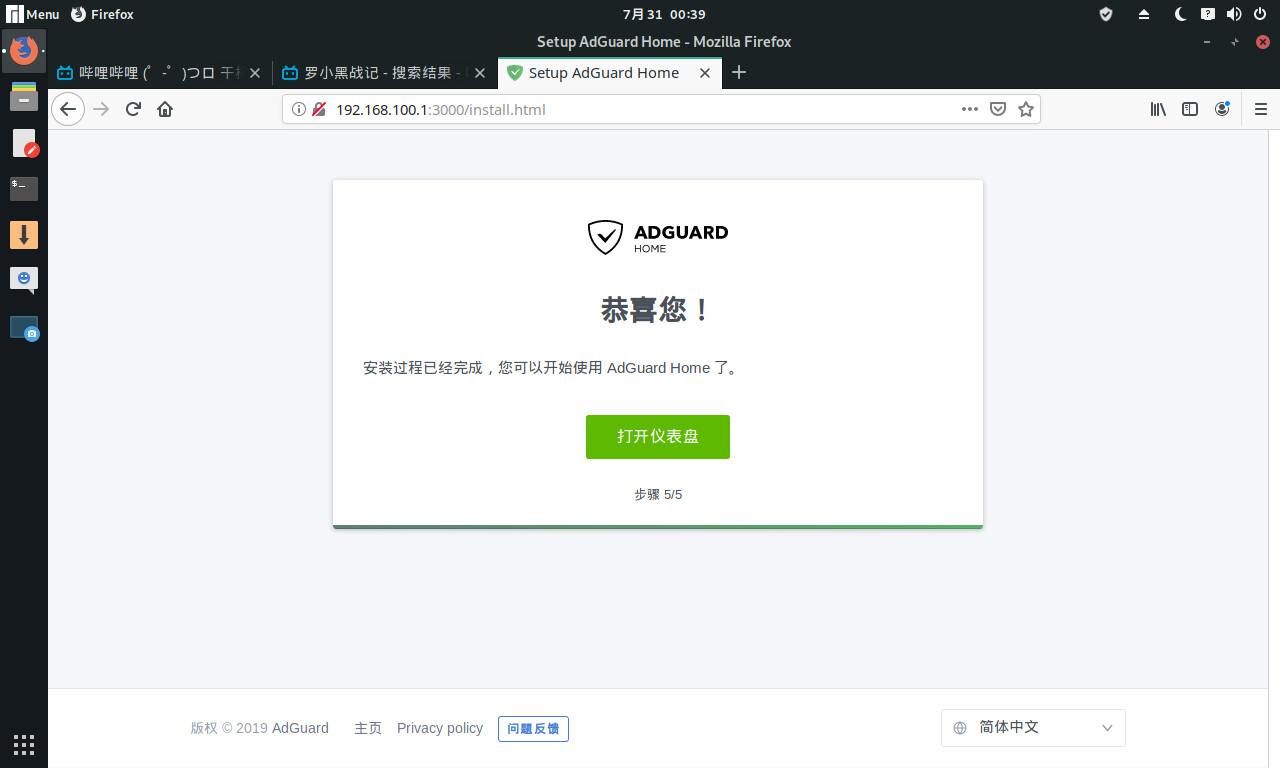 Menu Firefox 7月31 00:39
Setup AdGuard Home - Mozilla Firefox
哔哩哔哩 (゜-゜)つロ 干
罗小黑战记 - 搜索结果 -
Setup AdGuard Home
192.168.100.1:3000/install.html
$_
ADGUARD
HOME
恭喜您！
安装过程已经完成，您可以开始使用 AdGuard Home 了。
打开仪表盘
步骤 5/5
版权 © 2019 AdGuard 主页 Privacy policy 问题反馈 简体中文